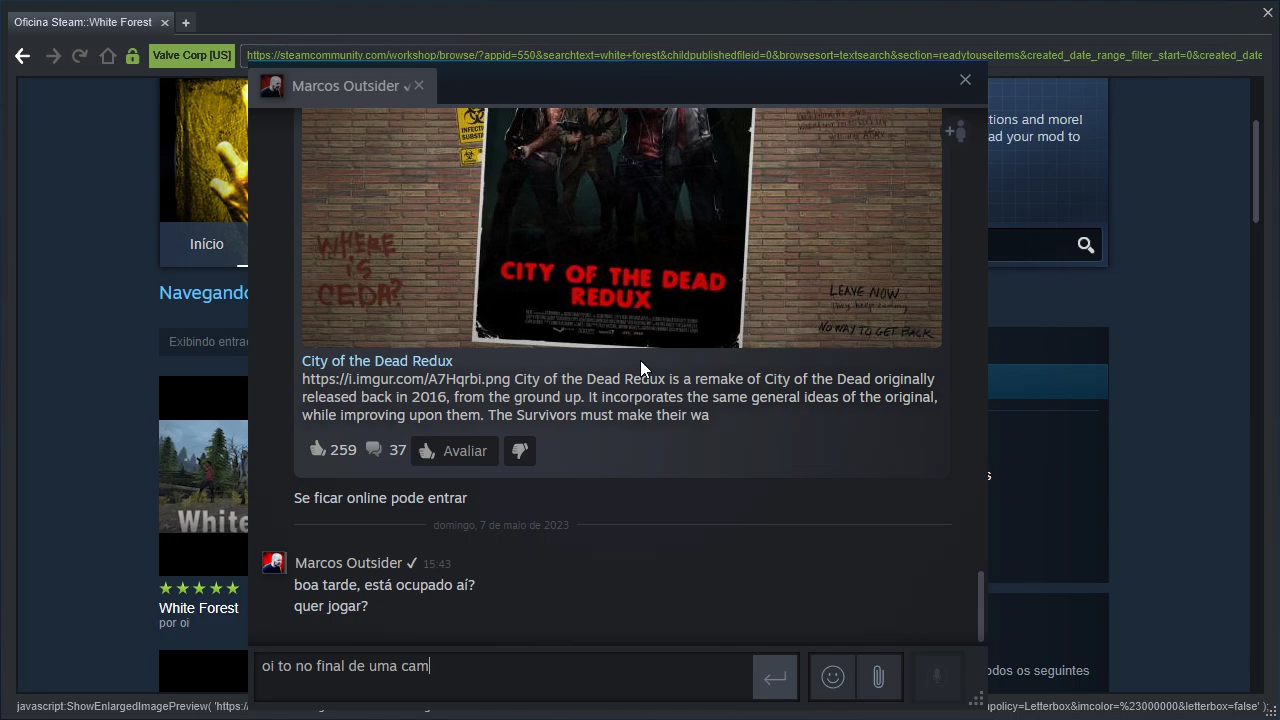 Oficina Steam::White Forest
Valve Corp [US]
https://steamcommunity.com/workshop/browse/?appid=550&searchtext=white+forest&childpublishedfileid=0&browsesort=textsearch&section=readytouseitems&created_date_range_filter_start=0&created_date
Marcos Outsider ✓
tions and more!
ad your mod to
Início
Navegando
Exibindo entra
INFECT
SUBSTA
WHERE
IS
CEDA?
CITY OF THE DEAD
REDUX
LEAVE NOW
they keep coming
NO WAY TO GET BACK
City of the Dead Redux
https://i.imgur.com/A7Hqrbi.png City of the Dead Redux is a remake of City of the Dead originally
released back in 2016, from the ground up. It incorporates the same general ideas of the original,
while improving upon them. The Survivors must make their wa
259 37 Avaliar
Se ficar online pode entrar
domingo, 7 de maio de 2023
Marcos Outsider ✓ 15:43
boa tarde, está ocupado aí?
quer jogar?
oi to no final de uma cam
White
White Forest
por oi
s
odos os seguintes
javascript:ShowEnlargedImagePreview( 'https://
apolicy=Letterbox&imcolor=%23000000&letterbox=false' );